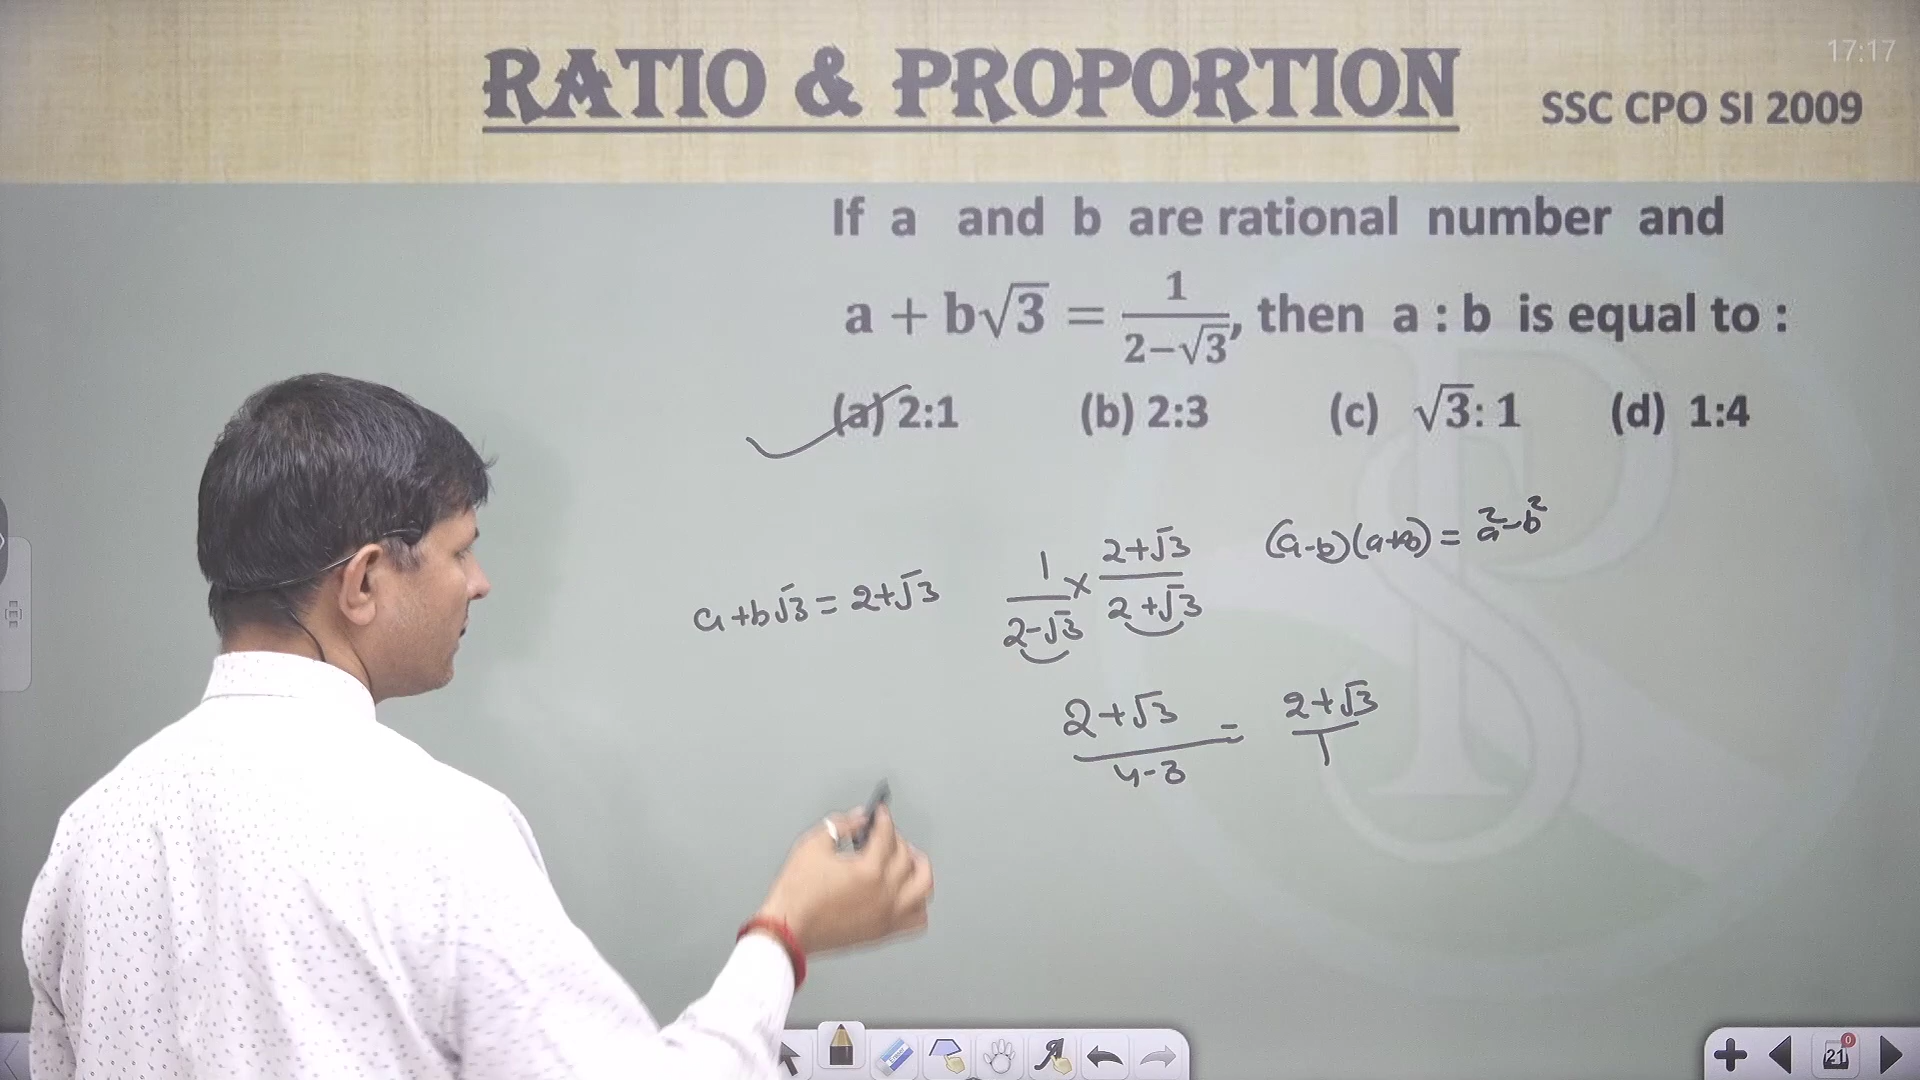 RATIO & PROPORTION
SSC CPO SI 2009
17:17
If a and b are rational number and
a + b√3 = 1/(2−√3), then a : b is equal to :
(a) 2:1 (b) 2:3 (c) √3: 1 (d) 1:4
a+b√3 = 2+√3
1/(2-√3) × (2+√3)/(2+√3)
(a-b)(a+b) = a²-b²
(2+√3)/(4-3) = (2+√3)/1
21
0